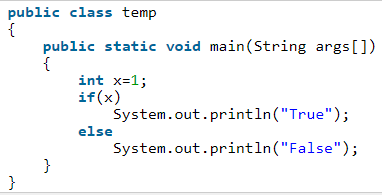 public class temp
{
    public static void main(String args[])
    {
        int x=1;
        if(x)
            System.out.println("True");
        else
            System.out.println("False");
    }
}